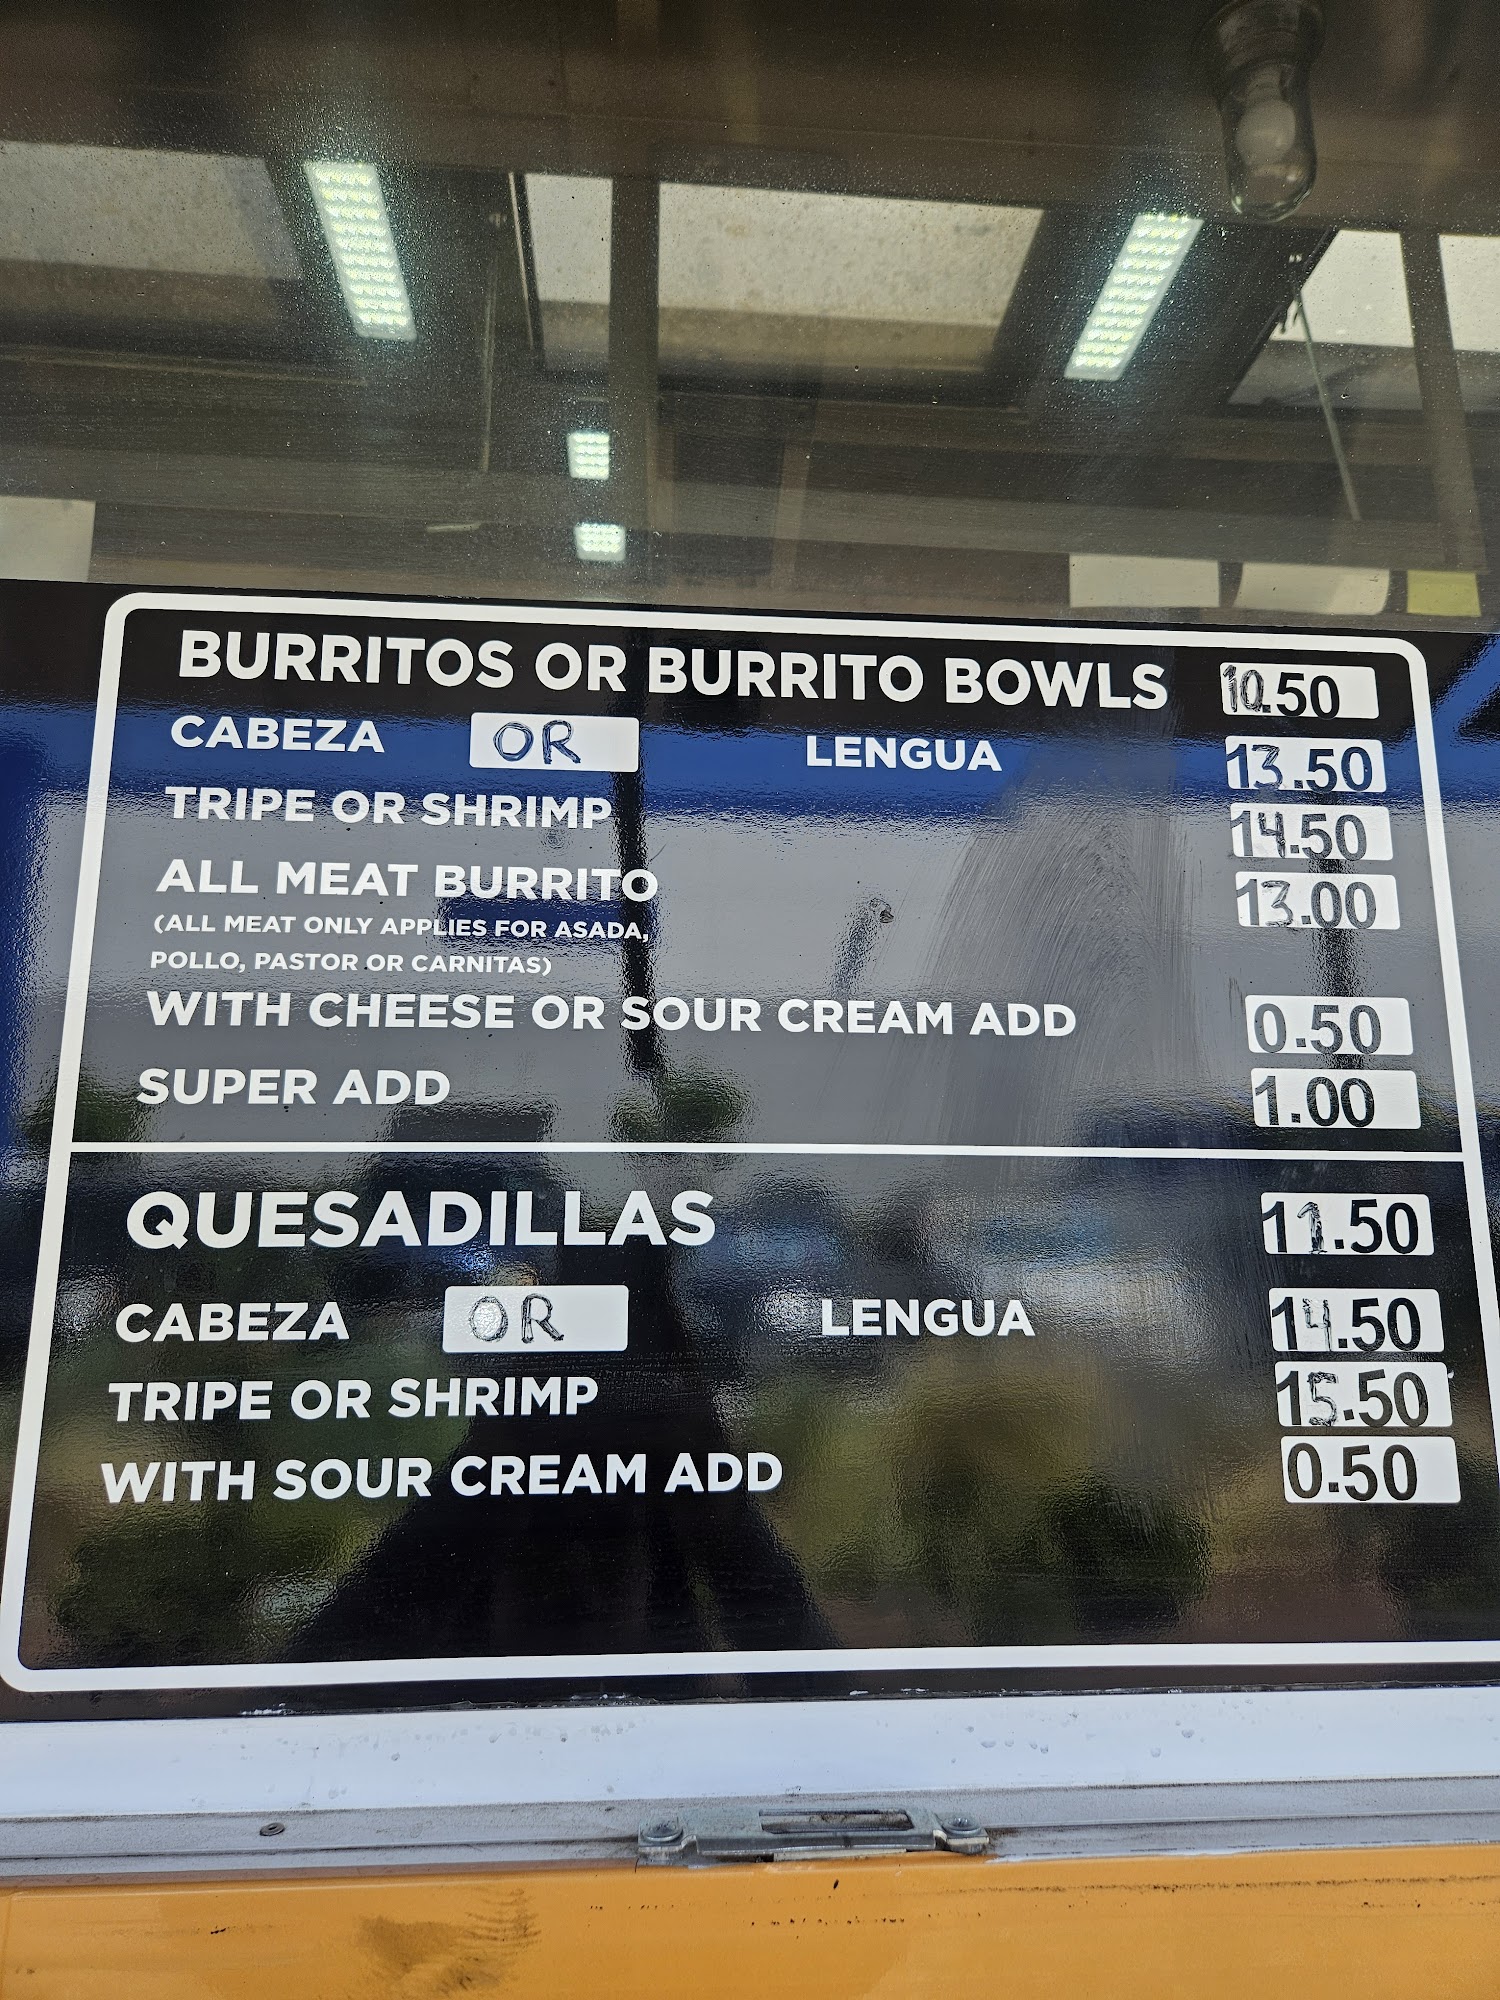 BURRITOS OR BURRITO BOWLS 10.50
CABEZA OR LENGUA 13.50
TRIPE OR SHRIMP 14.50
ALL MEAT BURRITO 13.00
(ALL MEAT ONLY APPLIES FOR ASADA,
POLLO, PASTOR OR CARNITAS)
WITH CHEESE OR SOUR CREAM ADD 0.50
SUPER ADD 1.00
QUESADILLAS 11.50
CABEZA OR LENGUA 14.50
TRIPE OR SHRIMP 15.50
WITH SOUR CREAM ADD 0.50